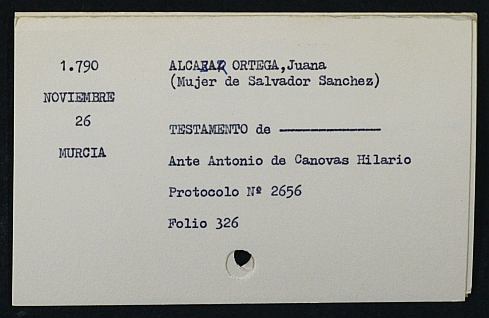 1.790
NOVIEMBRE
26
MURCIA
ALCAZAR ORTEGA,Juana
(Mujer de Salvador Sanchez)
TESTAMENTO de
Ante Antonio de Canovas Hilario
Protocolo Nº 2656
Folio 326